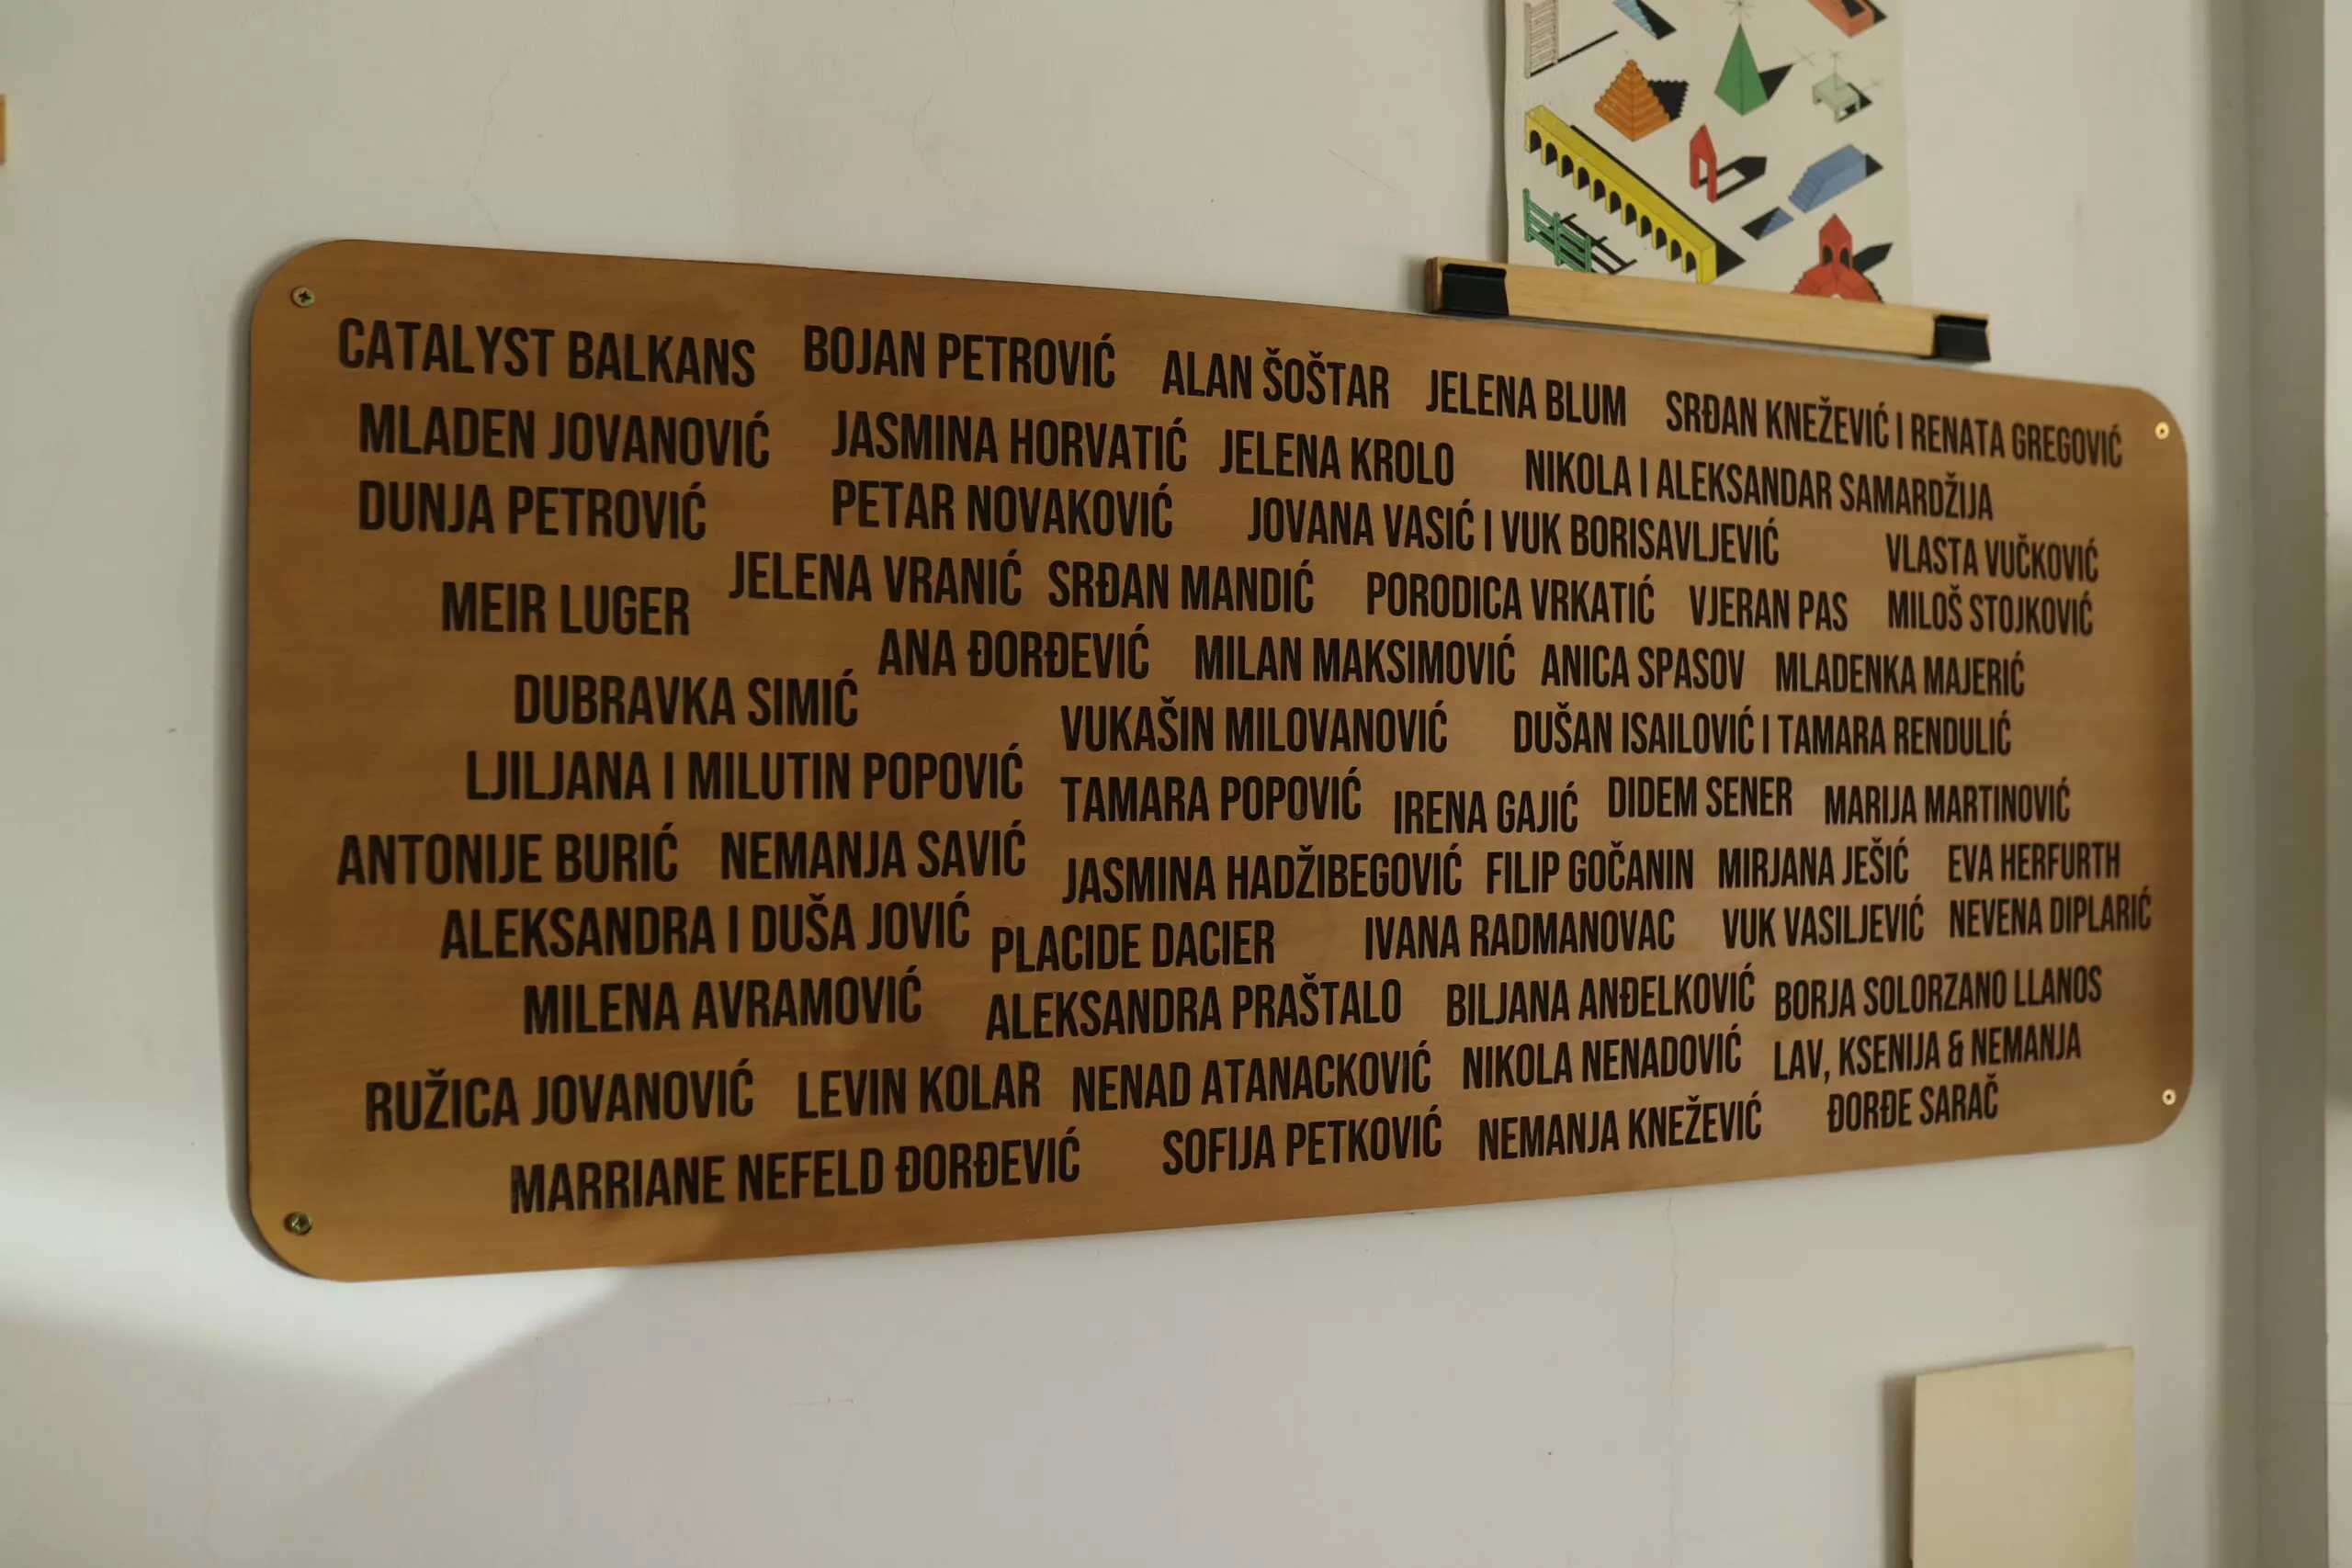 CATALYST BALKANS BOJAN PETROVIĆ ALAN ŠOŠTAR JELENA BLUM SRĐAN KNEŽEVIĆ I RENATA GREGOVIĆ
MLADEN JOVANOVIĆ JASMINA HORVATIĆ JELENA KROLO NIKOLA I ALEKSANDAR SAMARDŽIJA
DUNJA PETROVIĆ PETAR NOVAKOVIĆ JOVANA VASIĆ I VUK BORISAVLJEVIĆ VLASTA VUČKOVIĆ
MEIR LUGER JELENA VRANIĆ SRĐAN MANDIĆ PORODICA VRKATIĆ VJERAN PAS MILOŠ STOJKOVIĆ
DUBRAVKA SIMIĆ ANA ĐORĐEVIĆ MILAN MAKSIMOVIĆ ANICA SPASOV MLADENKA MAJERIĆ
VUKAŠIN MILOVANOVIĆ DUŠAN ISAILOVIĆ I TAMARA RENDULIĆ
LJILJANA I MILUTIN POPOVIĆ TAMARA POPOVIĆ IRENA GAJIĆ DIDEM SENER MARIJA MARTINOVIĆ
ANTONIJE BURIĆ NEMANJA SAVIĆ JASMINA HADŽIBEGOVIĆ FILIP GOČANIN MIRJANA JEŠIĆ EVA HERFURTH
ALEKSANDRA I DUŠA JOVIĆ PLACIDE DACIER IVANA RADMANOVAC VUK VASILJEVIĆ NEVENA DIPLARIĆ
MILENA AVRAMOVIĆ ALEKSANDRA PRAŠTALO BILJANA ANĐELKOVIĆ BORJA SOLORZANO LLANOS
RUŽICA JOVANOVIĆ LEVIN KOLAR NENAD ATANACKOVIĆ NIKOLA NENADOVIĆ LAV, KSENIJA & NEMANJA
MARRIANE NEFELD ĐORĐEVIĆ SOFIJA PETKOVIĆ NEMANJA KNEŽEVIĆ ĐORĐE SARAČ